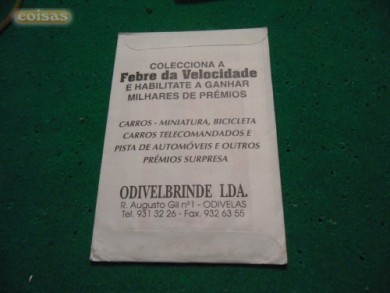 coisas
COLECCIONA A
Febre da Velocidade
E HABILITATE A GANHAR
MILHARES DE PRÉMIOS
CARROS - MINIATURA, BICICLETA
CARROS TELECOMANDADOS E
PISTA DE AUTOMÓVEIS E OUTROS
PRÉMIOS SURPRESA
ODIVELBRINDE LDA.
R. Augusto Gil nº1 - ODIVELAS
Tel. 931 32 26 - Fax. 932 63 55